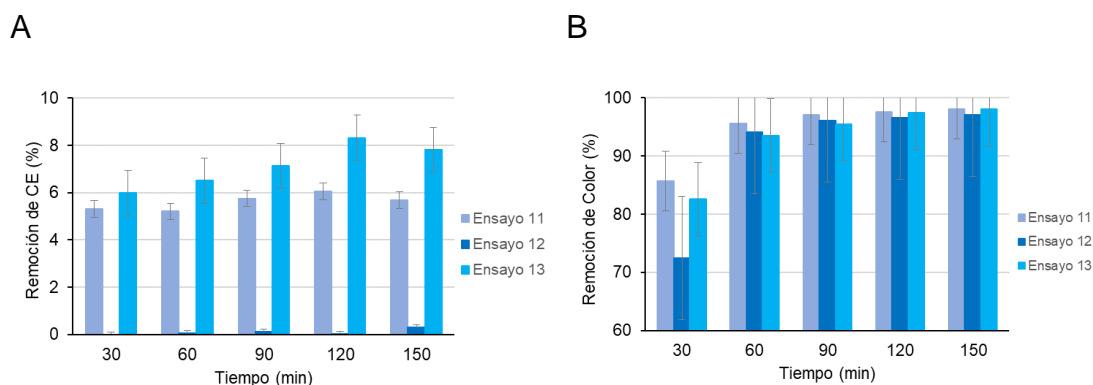 A
Remoción de CE (%)
10
8
6
4
2
0
30 60 90 120 150
Tiempo (min)
Ensayo 11
Ensayo 12
Ensayo 13
B
Remoción de Color (%)
100
90
80
70
60
30 60 90 120 150
Tiempo (min)
Ensayo 11
Ensayo 12
Ensayo 13